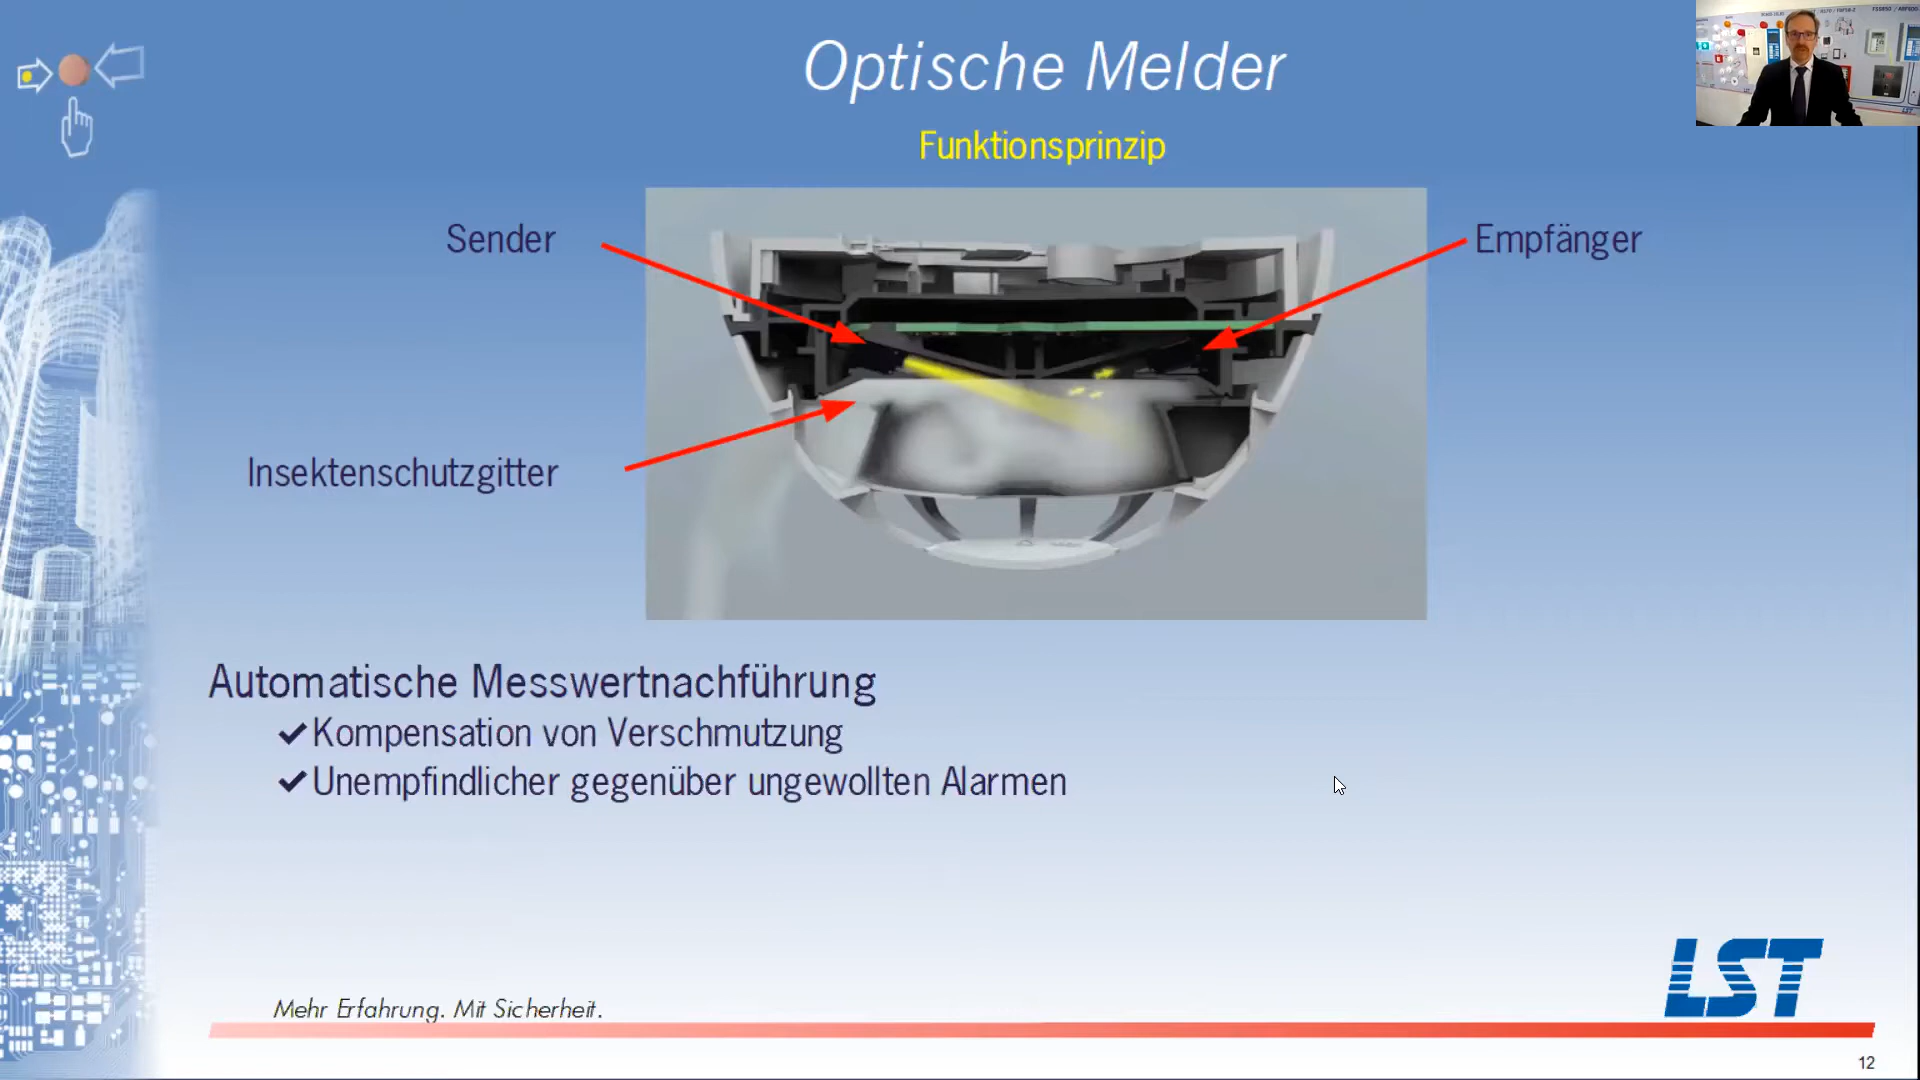 Optische Melder
Funktionsprinzip
Sender
Empfänger
Insektenschutzgitter
Automatische Messwertnachführung
✔Kompensation von Verschmutzung
✔Unempfindlicher gegenüber ungewollten Alarmen
LST
Mehr Erfahrung. Mit Sicherheit.
12